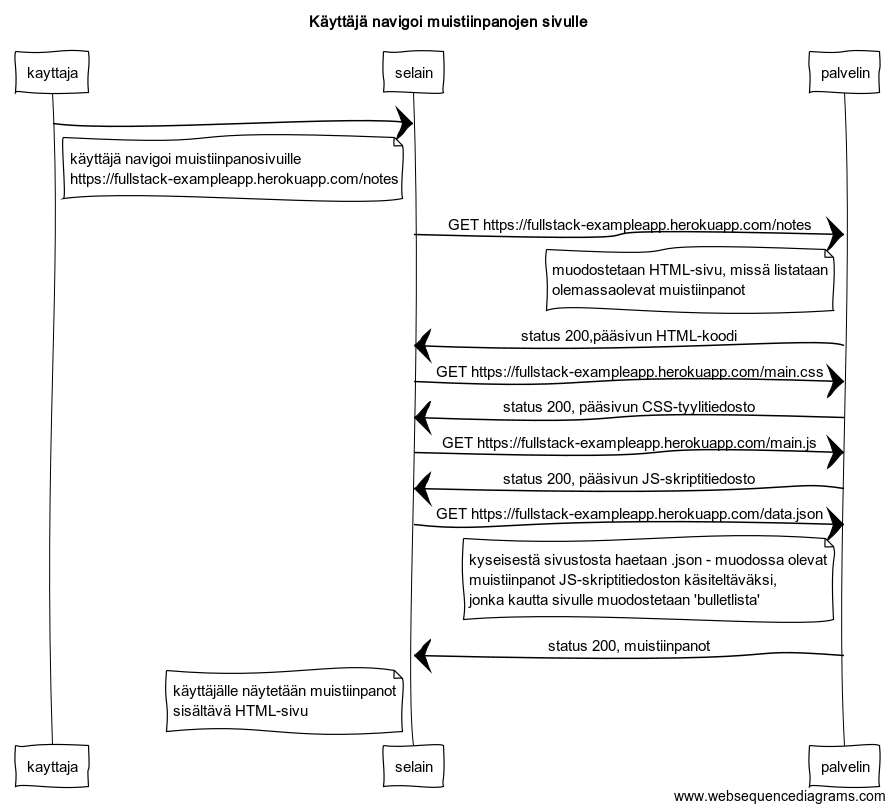 Käyttäjä navigoi muistiinpanojen sivulle
kayttaja
selain
palvelin
käyttäjä navigoi muistiinpanosivuille
https://fullstack-exampleapp.herokuapp.com/notes
GET https://fullstack-exampleapp.herokuapp.com/notes
muodostetaan HTML-sivu, missä listataan
olemassaolevat muistiinpanot
status 200,pääsivun HTML-koodi
GET https://fullstack-exampleapp.herokuapp.com/main.css
status 200, pääsivun CSS-tyylitiedosto
GET https://fullstack-exampleapp.herokuapp.com/main.js
status 200, pääsivun JS-skriptitiedosto
GET https://fullstack-exampleapp.herokuapp.com/data.json
kyseisestä sivustosta haetaan .json - muodossa olevat
muistiinpanot JS-skriptitiedoston käsiteltäväksi,
jonka kautta sivulle muodostetaan 'bulletlista'
status 200, muistiinpanot
käyttäjälle näytetään muistiinpanot
sisältävä HTML-sivu
kayttaja
selain
palvelin
www.websequencediagrams.com